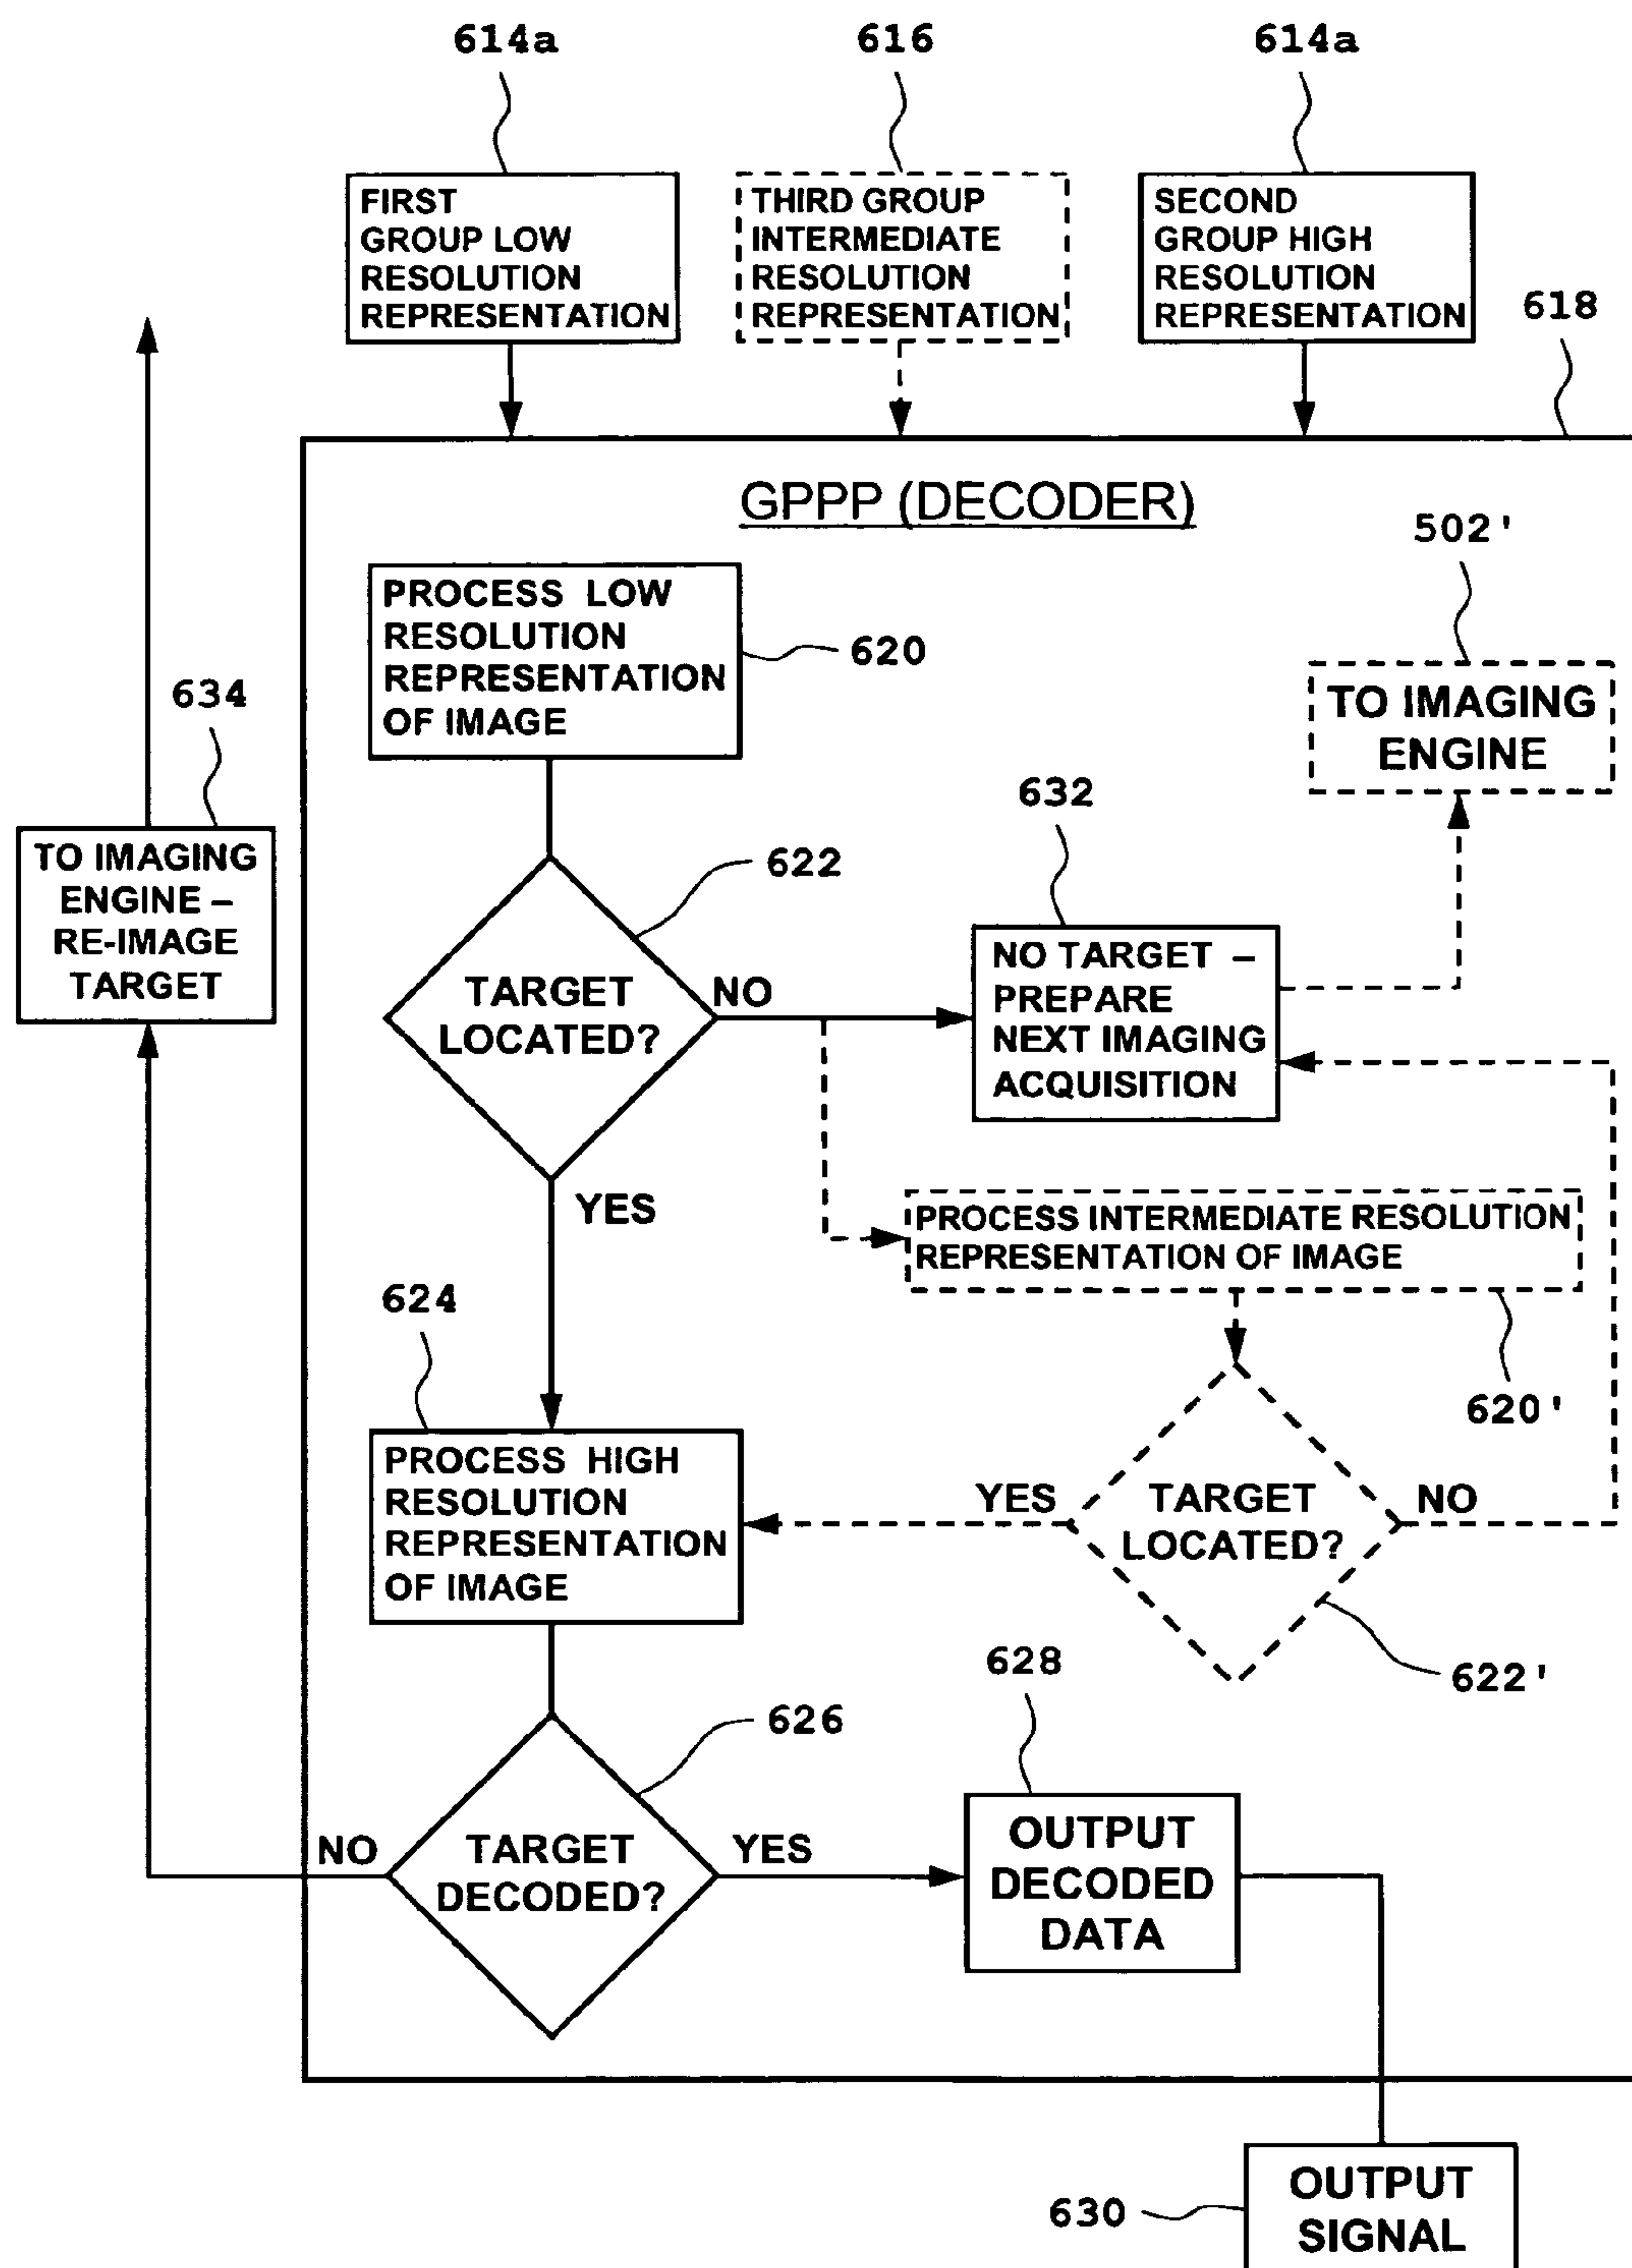 614a
616
614a
FIRST
GROUP LOW
RESOLUTION
REPRESENTATION
THIRD GROUP
INTERMEDIATE
RESOLUTION
REPRESENTATION
SECOND
GROUP HIGH
RESOLUTION
REPRESENTATION
618
GPPP (DECODER)
502'
PROCESS LOW
RESOLUTION
REPRESENTATION
OF IMAGE
620
TO IMAGING
ENGINE
634
632
TO IMAGING
ENGINE –
RE-IMAGE
TARGET
622
TARGET
LOCATED?
NO
NO TARGET –
PREPARE
NEXT IMAGING
ACQUISITION
YES
PROCESS INTERMEDIATE RESOLUTION
REPRESENTATION OF IMAGE
624
620'
PROCESS HIGH
RESOLUTION
REPRESENTATION
OF IMAGE
YES
TARGET
LOCATED?
NO
622'
628
626
NO
TARGET
DECODED?
YES
OUTPUT
DECODED
DATA
630
OUTPUT
SIGNAL